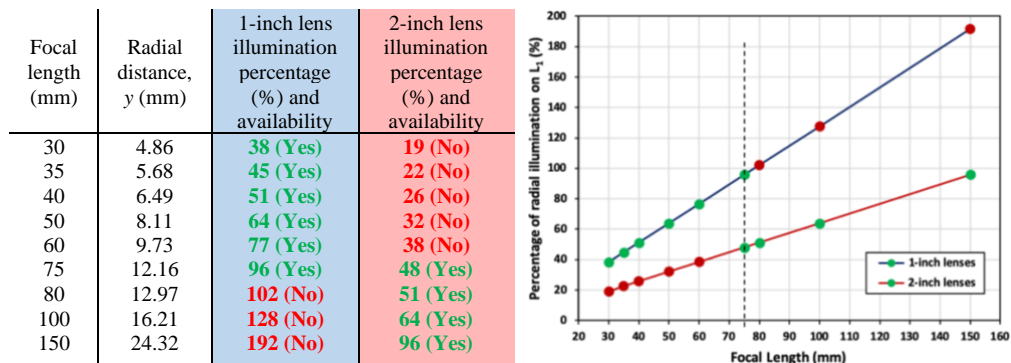 Focal length (mm) | Radial distance, y (mm) | 1-inch lens illumination percentage (%) and availability | 2-inch lens illumination percentage (%) and availability
30 | 4.86 | 38 (Yes) | 19 (No)
35 | 5.68 | 45 (Yes) | 22 (No)
40 | 6.49 | 51 (Yes) | 26 (No)
50 | 8.11 | 64 (Yes) | 32 (No)
60 | 9.73 | 77 (Yes) | 38 (No)
75 | 12.16 | 96 (Yes) | 48 (Yes)
80 | 12.97 | 102 (No) | 51 (Yes)
100 | 16.21 | 128 (No) | 64 (Yes)
150 | 24.32 | 192 (No) | 96 (Yes)
Percentage of radial illumination on L₁ (%)
200
180
160
140
120
100
80
60
40
20
0
1-inch lenses
2-inch lenses
20 30 40 50 60 70 80 90 100 110 120 130 140 150 160
Focal Length (mm)